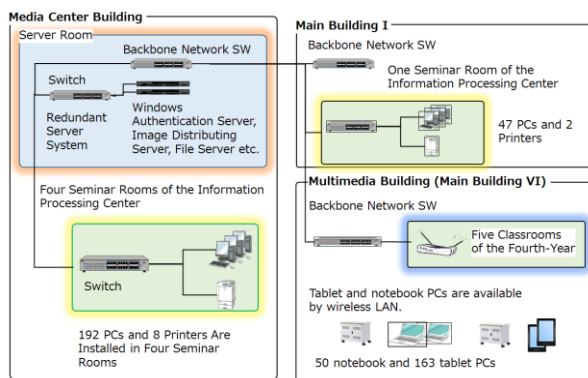 Media Center Building
Server Room
Backbone Network SW
Switch
Redundant
Server
System
Windows
Authentication Server,
Image Distributing
Server, File Server etc.
Four Seminar Rooms of the Information
Processing Center
Switch
192 PCs and 8 Printers Are
Installed in Four Seminar
Rooms
Main Building I
Backbone Network SW
One Seminar Room of the
Information Processing Center
47 PCs and 2
Printers
Multimedia Building (Main Building VI)
Backbone Network SW
Five Classrooms
of the Fourth-Year
Tablet and notebook PCs are available
by wireless LAN.
50 notebook and 163 tablet PCs